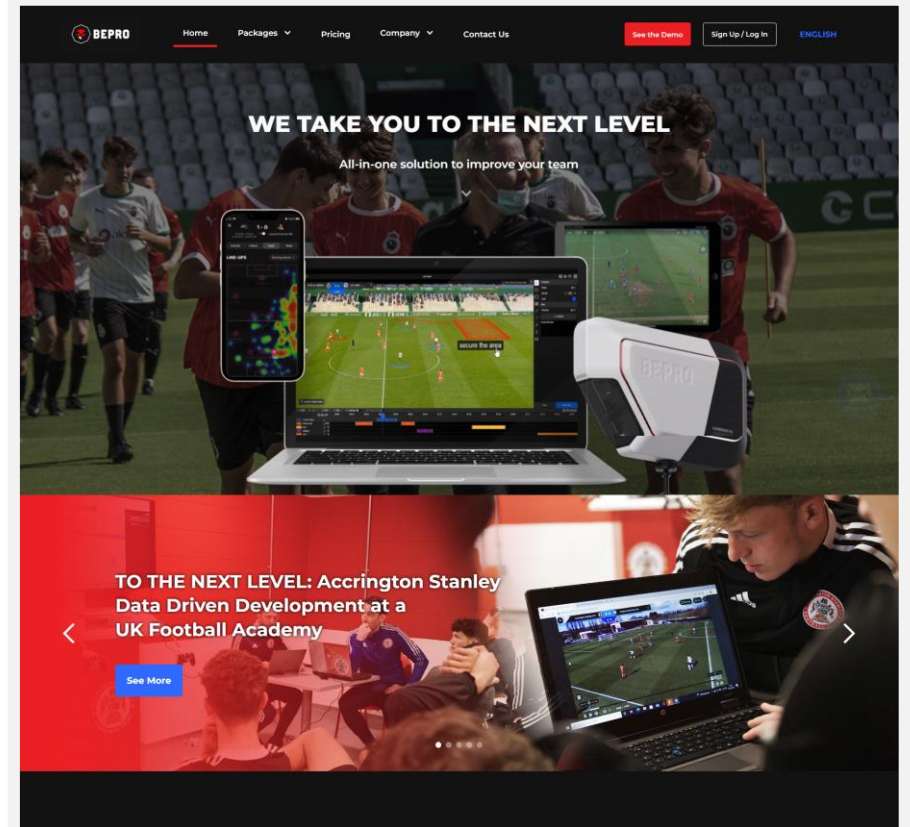 BEPRO
Home
Packages
Pricing
Company
Contact Us
See the Demo
Sign Up / Log In
ENGLISH
WE TAKE YOU TO THE NEXT LEVEL
All-in-one solution to improve your team
1 - 0
LINE-UPS
secure the area
BEPRO
TO THE NEXT LEVEL: Accrington Stanley
Data Driven Development at a
UK Football Academy
See More